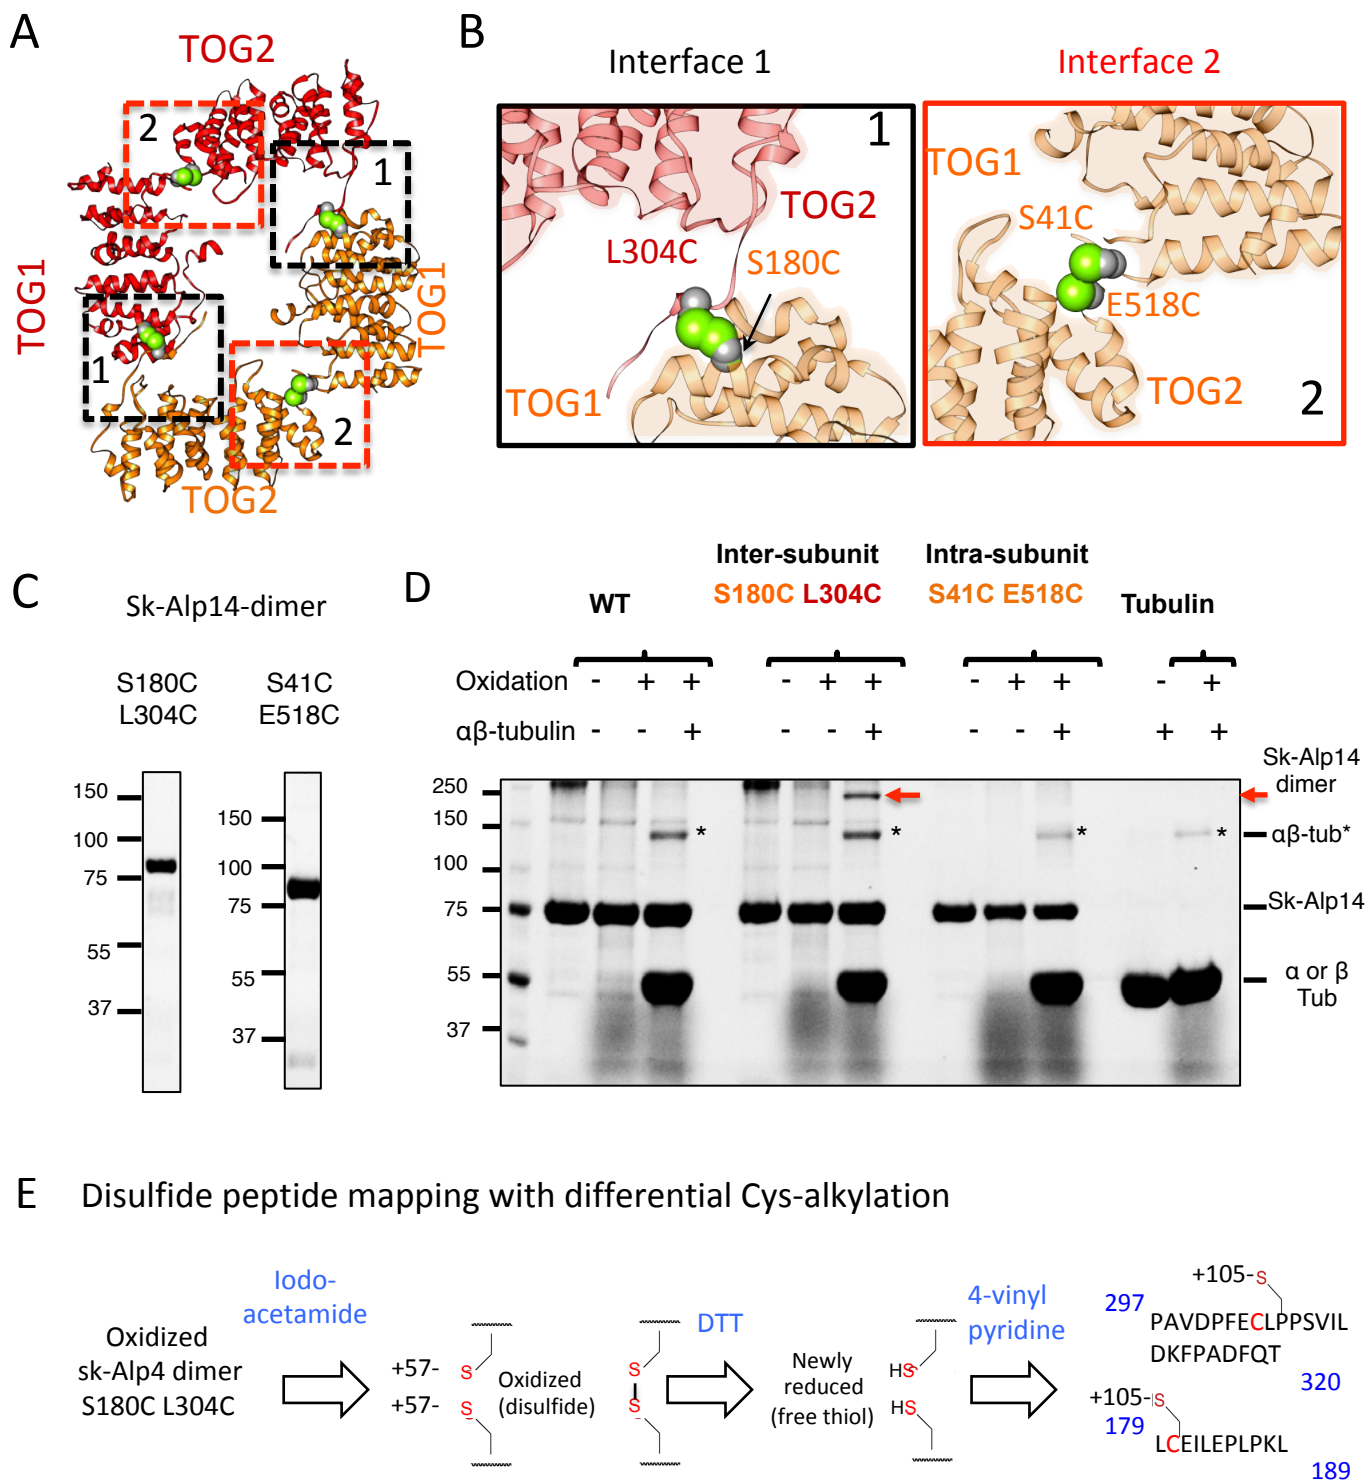 A
TOG2
2
1
TOG1
TOG1
1
2
TOG2
B
Interface 1
Interface 2
1
TOG2
L304C
S180C
TOG1
TOG1
S41C
E518C
TOG2
2
C
Sk-Alp14-dimer
S180C
L304C
S41C
E518C
150
100
75
55
37
150
100
75
55
37
D
WT
Inter-subunit
S180C L304C
Intra-subunit
S41C E518C
Tubulin
Oxidation - + + - + + - + + - +
αβ-tubulin - - + - - + - - + + +
250
150
100
75
55
37
*
*
*
*
Sk-Alp14
dimer
αβ-tub*
Sk-Alp14
α or β
Tub
E Disulfide peptide mapping with differential Cys-alkylation
Oxidized
sk-Alp4 dimer
S180C L304C
Iodo-
acetamide
+57- S
+57- S
Oxidized
(disulfide)
S
S
DTT
Newly
reduced
(free thiol)
HS
HS
4-vinyl
pyridine
+105-S
297
PAVDPFECLPPSVIL
DKFPADFQT
320
+105-S
179
LCEILEPLPKL
189